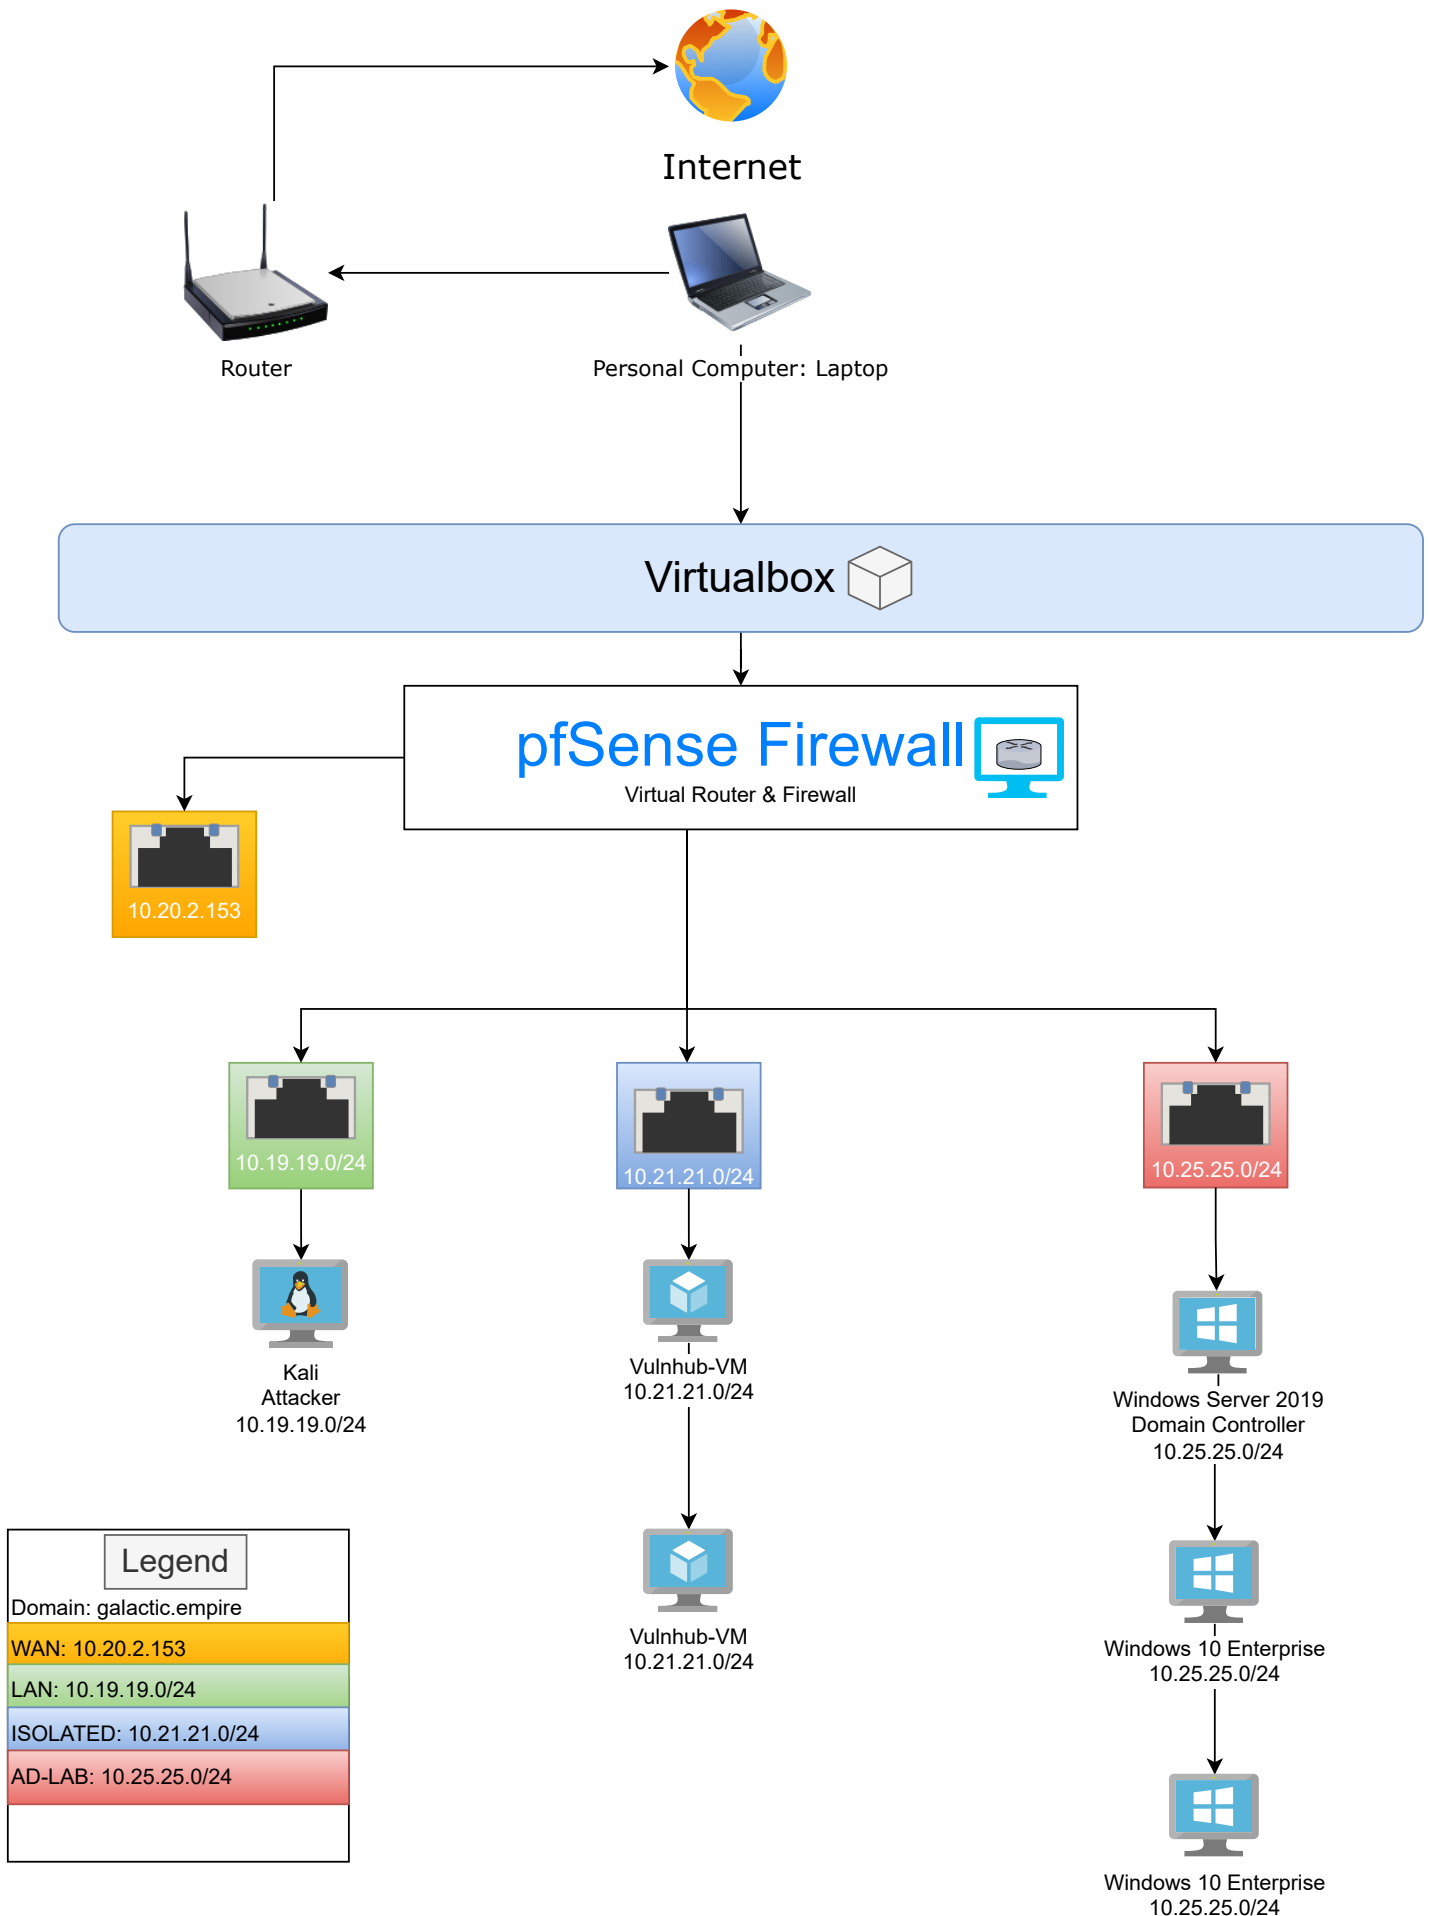 Internet
Router
Personal Computer: Laptop
Virtualbox
pfSense Firewall
Virtual Router & Firewall
10.20.2.153
10.19.19.0/24
10.21.21.0/24
10.25.25.0/24
Kali
Attacker
10.19.19.0/24
Vulnhub-VM
10.21.21.0/24
Windows Server 2019
Domain Controller
10.25.25.0/24
Vulnhub-VM
10.21.21.0/24
Windows 10 Enterprise
10.25.25.0/24
Windows 10 Enterprise
10.25.25.0/24
Legend
Domain: galactic.empire
WAN: 10.20.2.153
LAN: 10.19.19.0/24
ISOLATED: 10.21.21.0/24
AD-LAB: 10.25.25.0/24